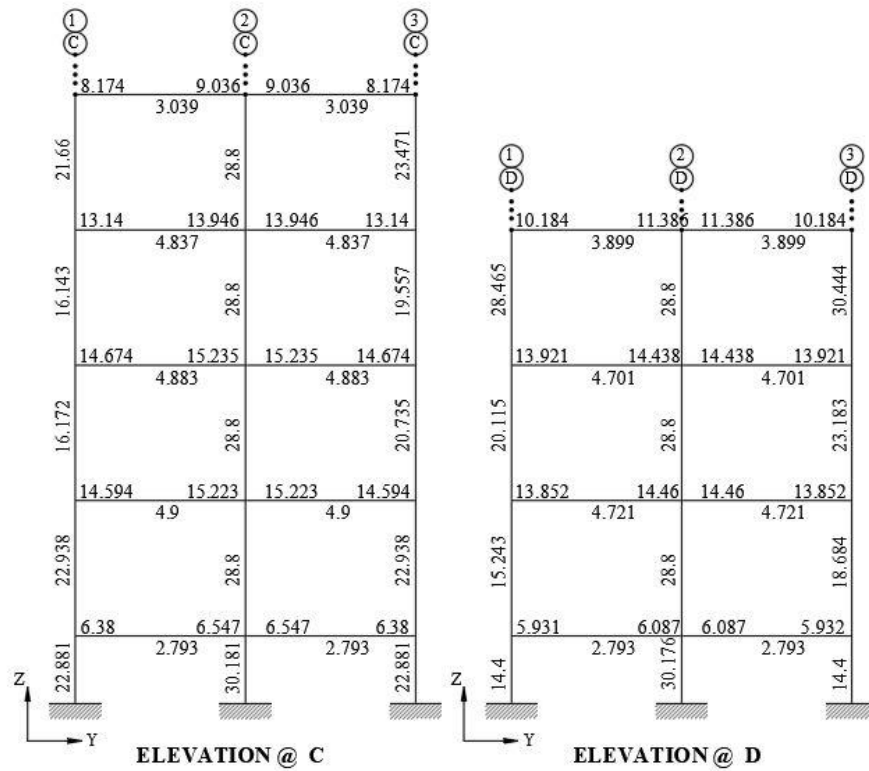 1 2 3
C C C
8.174 9.036 9.036 8.174
3.039 3.039
21.66 28.8 23.471
13.14 13.946 13.946 13.14
4.837 4.837
16.143 28.8 19.557
14.674 15.235 15.235 14.674
4.883 4.883
16.172 28.8 20.735
14.594 15.223 15.223 14.594
4.9 4.9
22.938 28.8 22.938
6.38 6.547 6.547 6.38
2.793 2.793
22.881 30.181 22.881
Z
Y
ELEVATION @ C
1 2 3
D D D
10.184 11.386 11.386 10.184
3.899 3.899
28.465 28.8 30.444
13.921 14.438 14.438 13.921
4.701 4.701
20.115 28.8 23.183
13.852 14.46 14.46 13.852
4.721 4.721
15.243 28.8 18.684
5.931 6.087 6.087 5.932
2.793 2.793
14.4 30.176 14.4
Z
Y
ELEVATION @ D